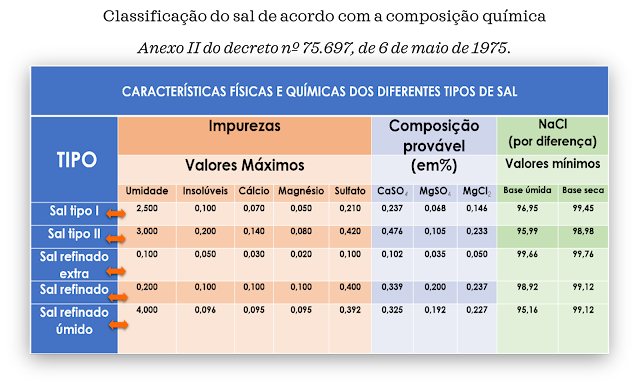 Classificação do sal de acordo com a composição química
Anexo II do decreto nº 75.697, de 6 de maio de 1975.
CARACTERÍSTICAS FÍSICAS E QUÍMICAS DOS DIFERENTES TIPOS DE SAL
TIPO
Impurezas
Composição provável (em%)
NaCl (por diferença)
Valores Máximos
Valores mínimos
Umidade Insolúveis Cálcio Magnésio Sulfato CaSO4 MgSO4 MgCl2 Base úmida Base seca
Sal tipo I 2,500 0,100 0,070 0,050 0,210 0,237 0,068 0,146 96,95 99,45
Sal tipo II 3,000 0,200 0,140 0,080 0,420 0,476 0,105 0,233 95,99 98,98
Sal refinado extra 0,100 0,050 0,030 0,020 0,100 0,102 0,035 0,050 99,66 99,76
Sal refinado 0,200 0,100 0,100 0,100 0,400 0,339 0,200 0,237 98,92 99,12
Sal refinado úmido 4,000 0,096 0,095 0,095 0,392 0,325 0,192 0,227 95,16 99,12